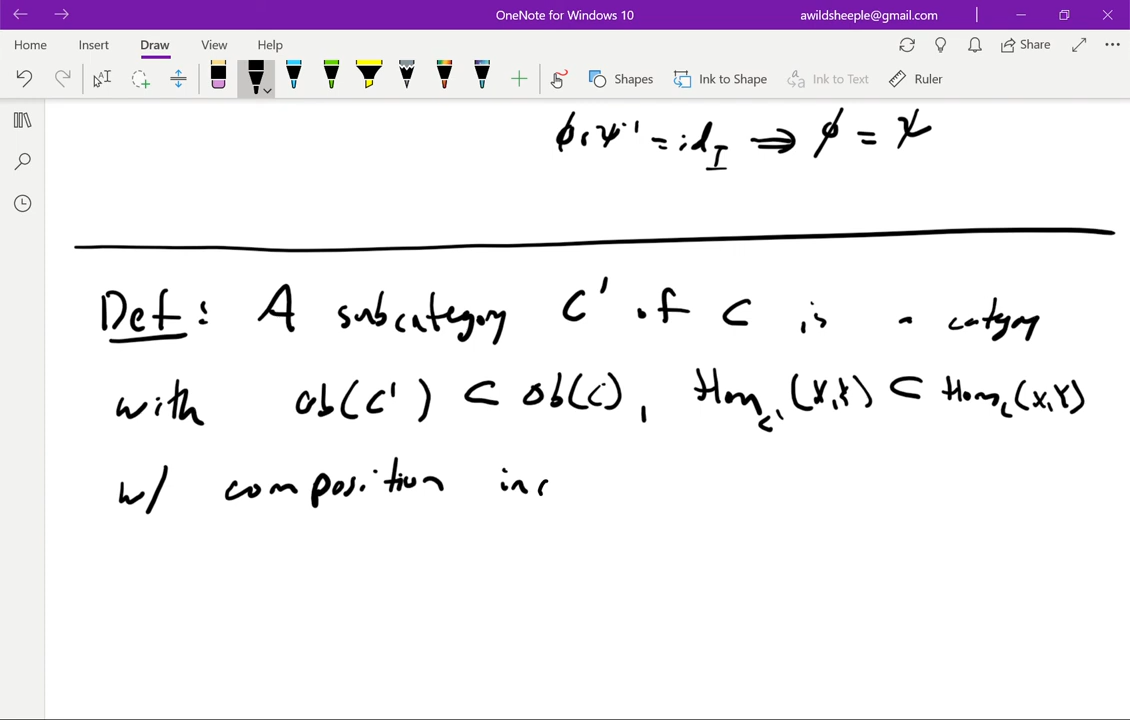 OneNote for Windows 10
awildsheeple@gmail.com
Home Insert Draw View Help
Share
Shapes Ink to Shape Ink to Text Ruler
φ∘ψ⁻¹ = id_I ⇒ φ = ψ
Def: A subcategory C' of C is a category
with ob(C') ⊂ ob(C), Hom_C'(X,Y) ⊂ Hom_C(X,Y)
w/ composition inc